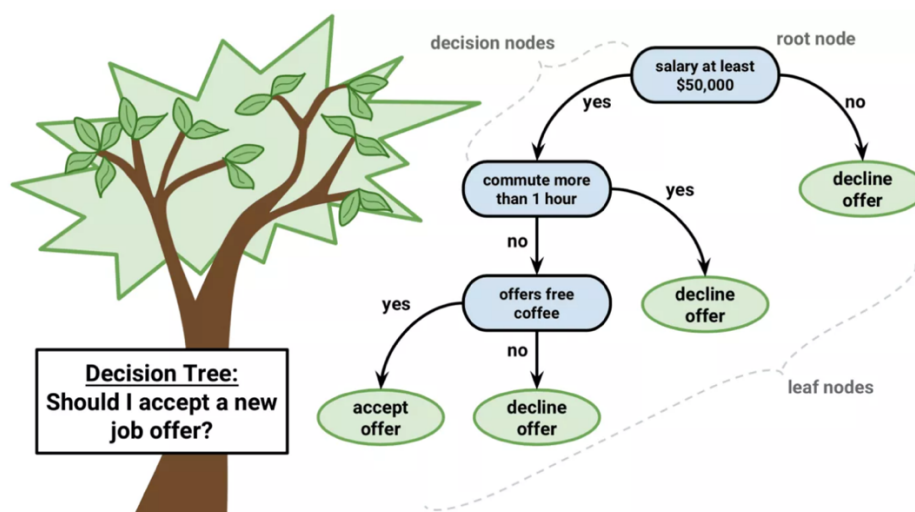 decision nodes
root node
salary at least
$50,000
yes
no
decline
offer
commute more
than 1 hour
yes
no
decline
offer
offers free
coffee
yes
no
accept
offer
decline
offer
leaf nodes
Decision Tree:
Should I accept a new
job offer?